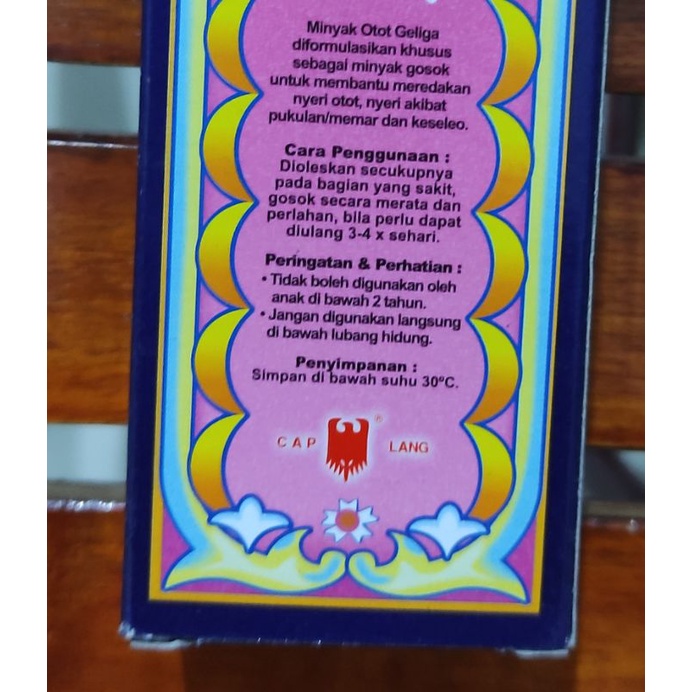 Minyak Otot Geliga
diformulasikan khusus
sebagai minyak gosok
untuk membantu meredakan
nyeri otot, nyeri akibat
pukulan/memar dan keseleo.
Cara Penggunaan :
Dioleskan secukupnya
pada bagian yang sakit,
gosok secara merata dan
perlahan, bila perlu dapat
diulang 3-4 x sehari.
Peringatan & Perhatian :
• Tidak boleh digunakan oleh
anak di bawah 2 tahun.
• Jangan digunakan langsung
di bawah lubang hidung.
Penyimpanan :
Simpan di bawah suhu 30ºC.
CAP LANG ®